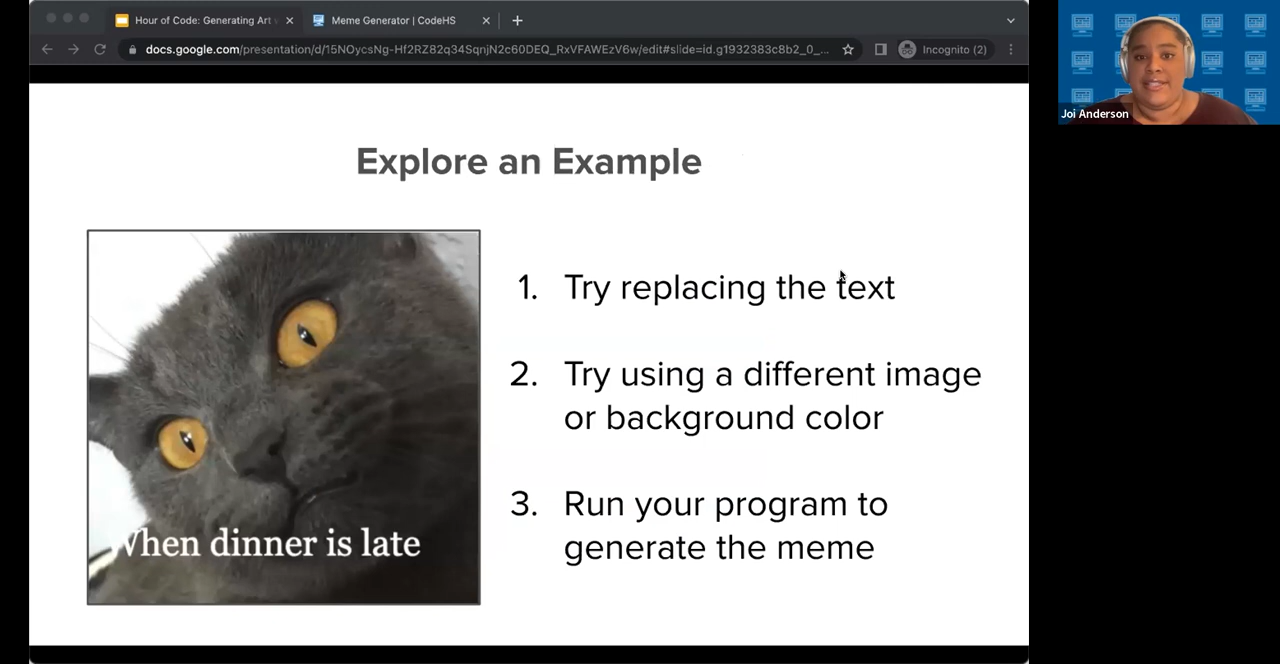 Hour of Code: Generating Art
Meme Generator | CodeHS
docs.google.com/presentation/d/15NOycsNg-Hf2RZ82q34SqnjN2c60DEQ_RxVFAWEzV6w/edit#slide=id.g1932383c8b2_0_...
Incognito (2)
Joi Anderson
Explore an Example
1. Try replacing the text
2. Try using a different image
or background color
3. Run your program to
generate the meme
When dinner is late